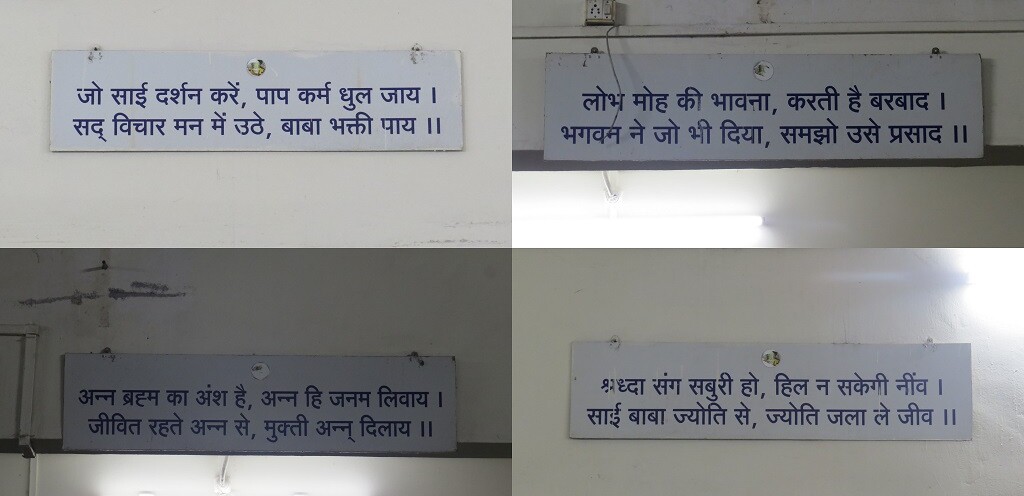 जो साई दर्शन करें, पाप कर्म धुल जाय ।
सद् विचार मन में उठे, बाबा भक्ती पाय ॥
लोभ मोह की भावना, करती है बरबाद ।
भगवन ने जो भी दिया, समझो उसे प्रसाद ॥
अन्न ब्रह्म का अंश है, अन्न हि जनम लिवाय ।
जीवित रहते अन्न से, मुक्ती अन्न् दिलाय ॥
श्रध्दा संग सबुरी हो, हिल न सकेगी नींव ।
साई बाबा ज्योति से, ज्योति जला ले जीव ॥